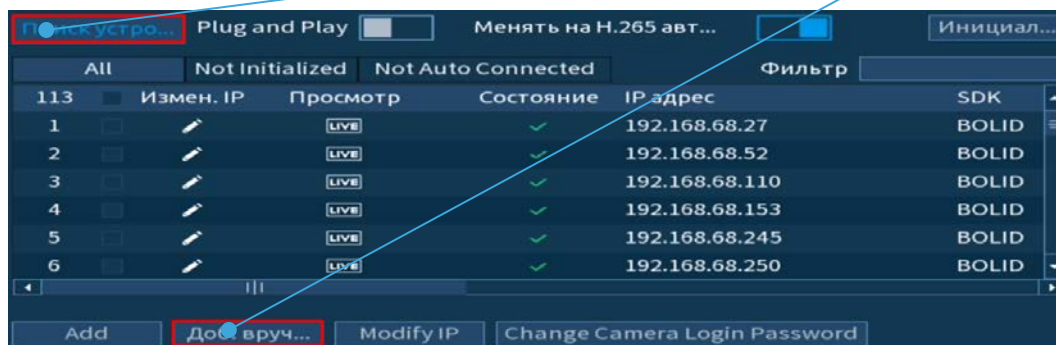 Поиск устро... Plug and Play Менять на H.265 авт... Инициал...
All Not Initialized Not Auto Connected Фильтр
113 Измен. IP Просмотр Состояние IP адрес SDK
1 LIVE 192.168.68.27 BOLID
2 LIVE 192.168.68.52 BOLID
3 LIVE 192.168.68.110 BOLID
4 LIVE 192.168.68.153 BOLID
5 LIVE 192.168.68.245 BOLID
6 LIVE 192.168.68.250 BOLID
Add Доб. вруч... Modify IP Change Camera Login Password